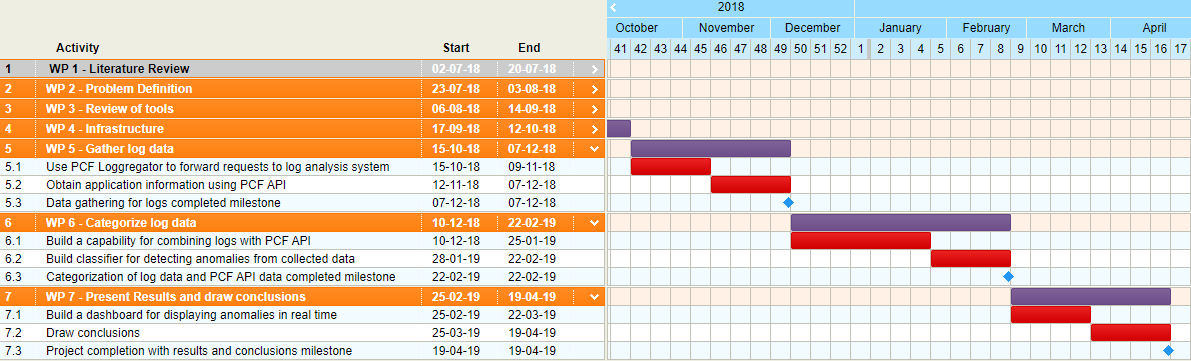 2018
October November December January February March April
Activity Start End 41 42 43 44 45 46 47 48 49 50 51 52 1 2 3 4 5 6 7 8 9 10 11 12 13 14 15 16 17
1 WP 1 - Literature Review 02-07-18 20-07-18
2 WP 2 - Problem Definition 23-07-18 03-08-18
3 WP 3 - Review of tools 06-08-18 14-09-18
4 WP 4 - Infrastructure 17-09-18 12-10-18
5 WP 5 - Gather log data 15-10-18 07-12-18
5.1 Use PCF Loggregator to forward requests to log analysis system 15-10-18 09-11-18
5.2 Obtain application information using PCF API 12-11-18 07-12-18
5.3 Data gathering for logs completed milestone 07-12-18 07-12-18
6 WP 6 - Categorize log data 10-12-18 22-02-19
6.1 Build a capability for combining logs with PCF API 10-12-18 25-01-19
6.2 Build classifier for detecting anomalies from collected data 28-01-19 22-02-19
6.3 Categorization of log data and PCF API data completed milestone 22-02-19 22-02-19
7 WP 7 - Present Results and draw conclusions 25-02-19 19-04-19
7.1 Build a dashboard for displaying anomalies in real time 25-02-19 22-03-19
7.2 Draw conclusions 25-03-19 19-04-19
7.3 Project completion with results and conclusions milestone 19-04-19 19-04-19